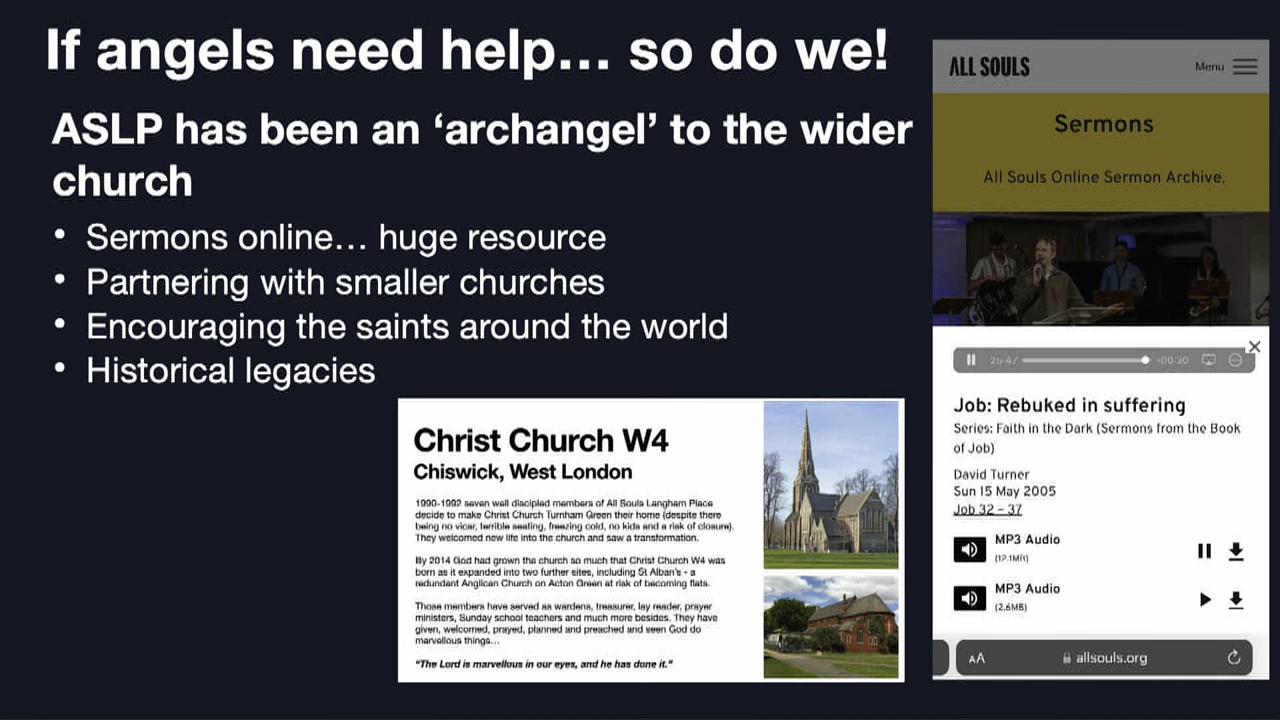 If angels need help... so do we!
ASLP has been an ‘archangel’ to the wider
church
• Sermons online... huge resource
• Partnering with smaller churches
• Encouraging the saints around the world
• Historical legacies
Christ Church W4
Chiswick, West London
1990-1992 seven well discipled members of All Souls Langham Place
decide to make Christ Church Turnham Green their home (despite there
being no vicar, terrible seating, freezing cold, no kids and a risk of closure).
They welcomed new life into the church and saw a transformation.
By 2014 God had grown the church so much that Christ Church W4 was
born as it expanded into two further sites, including St Alban's - a
redundant Anglican Church on Acton Green at risk of becoming flats.
Those members have served as wardens, treasurer, lay reader, prayer
ministers, Sunday school teachers and much more besides. They have
given, welcomed, prayed, planned and preached and seen God do
marvellous things...
"The Lord is marvellous in our eyes, and he has done it."
ALL SOULS
Menu
Sermons
All Souls Online Sermon Archive.
25:47
-00:30
Job: Rebuked in suffering
Series: Faith in the Dark (Sermons from the Book
of Job)
David Turner
Sun 15 May 2005
Job 32 – 37
MP3 Audio
(12.1MB)
MP3 Audio
(2.6MB)
AA
allsouls.org